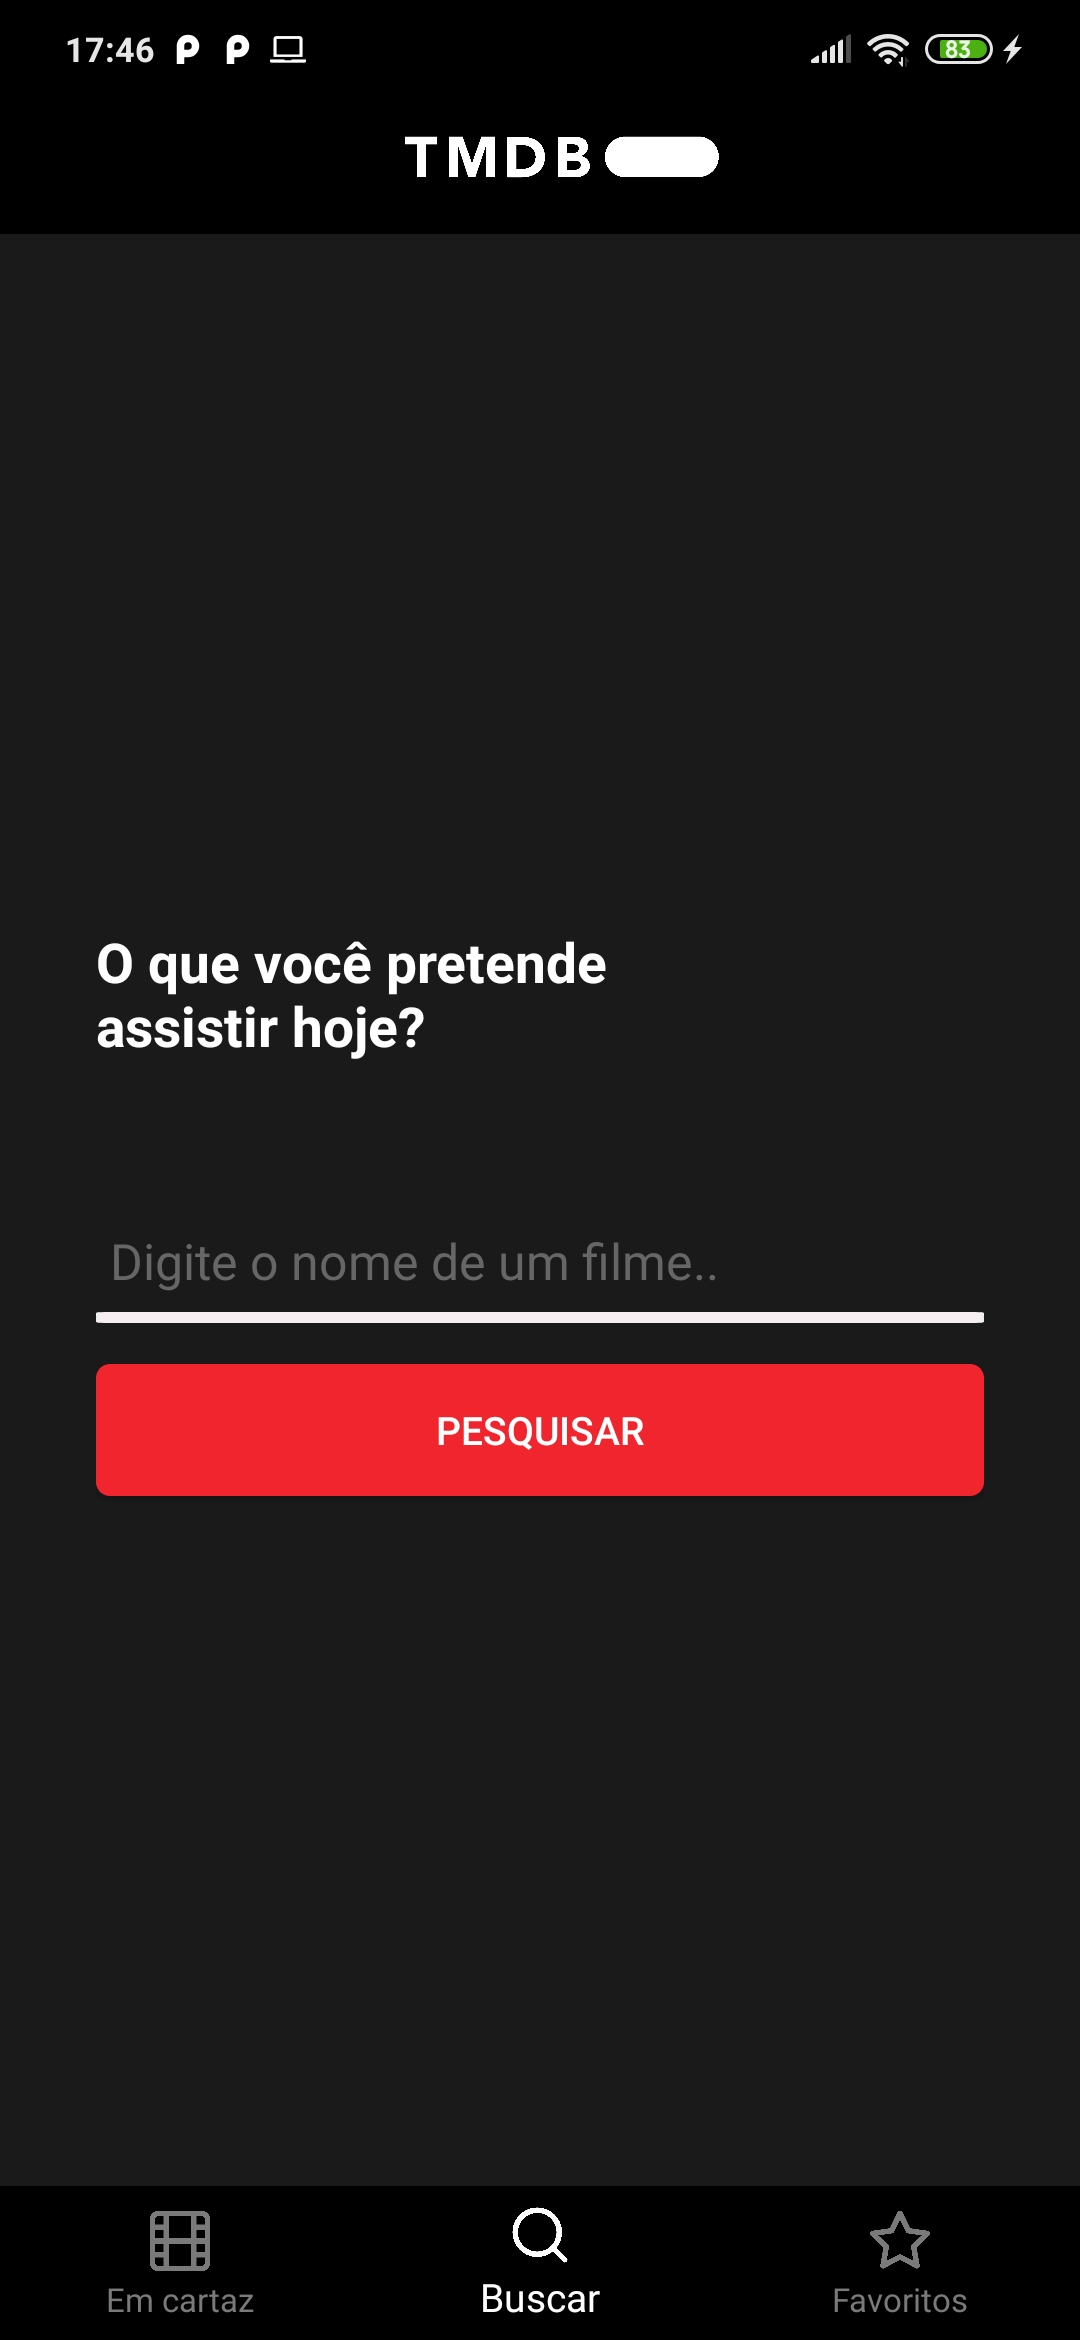 17:46
83
TMDB
O que você pretende
assistir hoje?
Digite o nome de um filme..
PESQUISAR
Em cartaz
Buscar
Favoritos